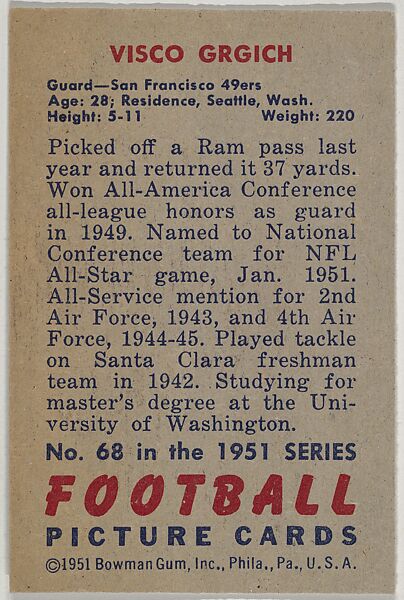 VISCO GRGICH
Guard—San Francisco 49ers
Age: 28; Residence, Seattle, Wash.
Height: 5-11 Weight: 220
Picked off a Ram pass last
year and returned it 37 yards.
Won All-America Conference
all-league honors as guard
in 1949. Named to National
Conference team for NFL
All-Star game, Jan. 1951.
All-Service mention for 2nd
Air Force, 1943, and 4th Air
Force, 1944-45. Played tackle
on Santa Clara freshman
team in 1942. Studying for
master's degree at the Uni-
versity of Washington.
No. 68 in the 1951 SERIES
FOOTBALL
PICTURE CARDS
©1951 Bowman Gum, Inc., Phila., Pa., U. S. A.